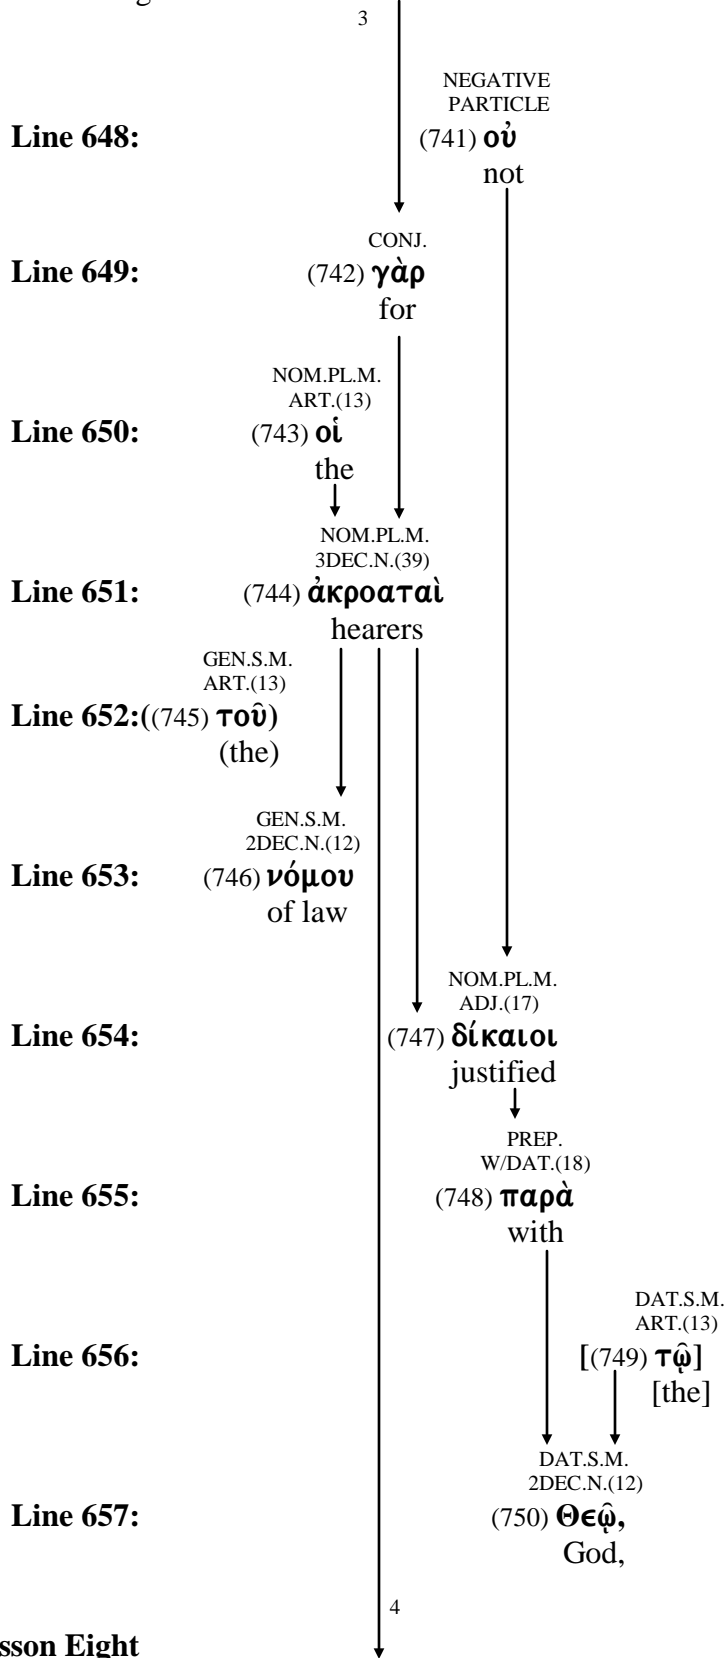 3
NEGATIVE
PARTICLE
Line 648: (741) οὐ
not
CONJ.
Line 649: (742) γὰρ
for
NOM.PL.M.
ART.(13)
Line 650: (743) οἱ
the
NOM.PL.M.
3DEC.N.(39)
Line 651: (744) ἀκροαταὶ
hearers
GEN.S.M.
ART.(13)
Line 652:((745) τοῦ)
(the)
GEN.S.M.
2DEC.N.(12)
Line 653: (746) νόμου
of law
NOM.PL.M.
ADJ.(17)
Line 654: (747) δίκαιοι
justified
PREP.
W/DAT.(18)
Line 655: (748) παρὰ
with
DAT.S.M.
ART.(13)
Line 656: [(749) τῷ]
[the]
DAT.S.M.
2DEC.N.(12)
Line 657: (750) Θεῷ,
God,
4
sson Eight